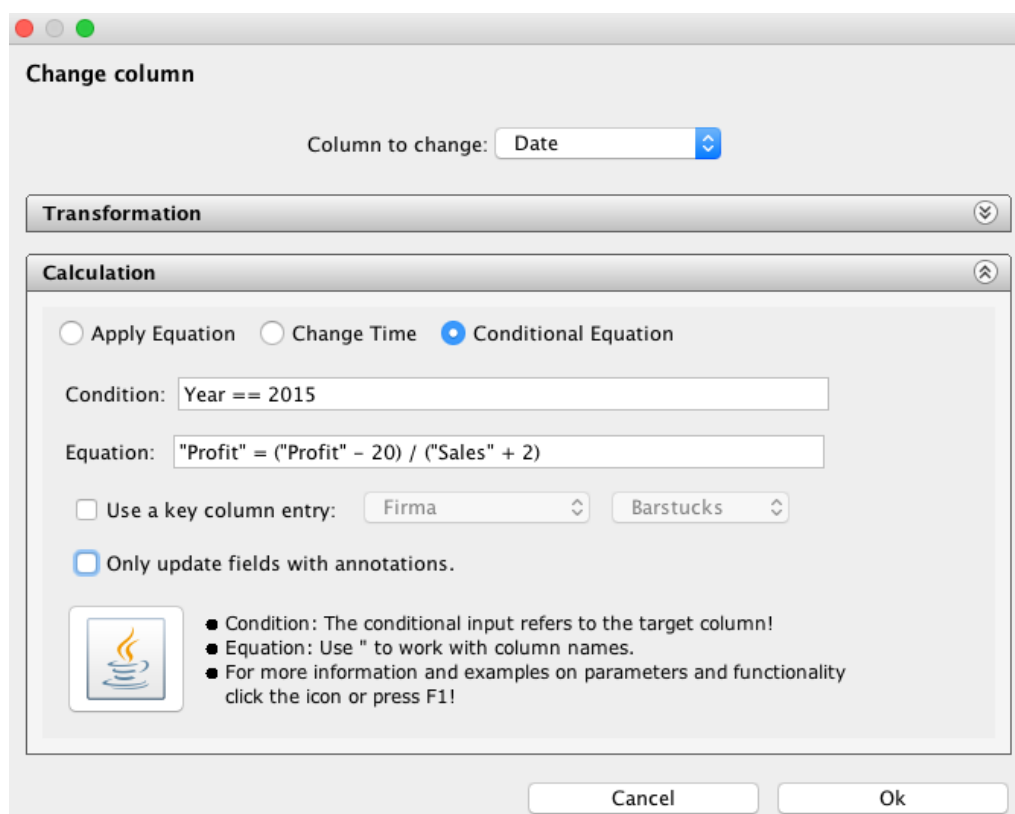 Change column
Column to change: Date
Transformation
Calculation
Apply Equation Change Time Conditional Equation
Condition: Year == 2015
Equation: "Profit" = ("Profit" – 20) / ("Sales" + 2)
Use a key column entry: Firma Barstucks
Only update fields with annotations.
● Condition: The conditional input refers to the target column!
● Equation: Use " to work with column names.
● For more information and examples on parameters and functionality
click the icon or press F1!
Cancel Ok